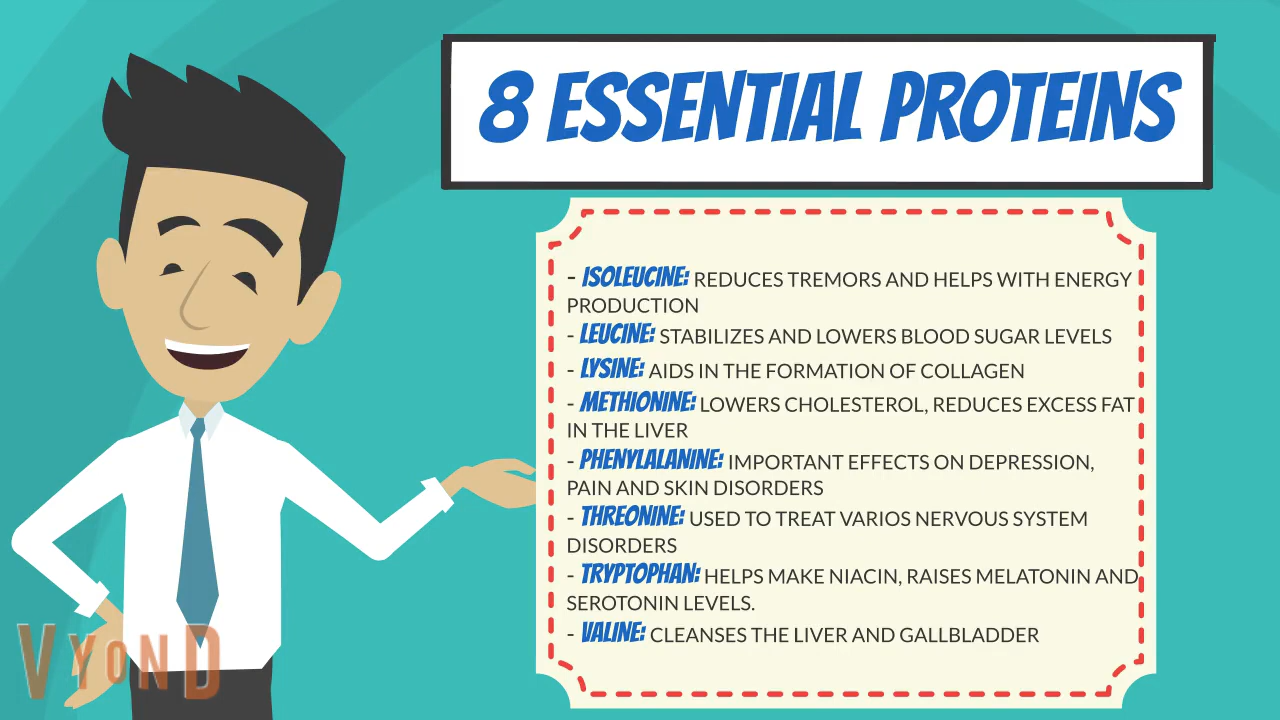 8 ESSENTIAL PROTEINS
- ISOLEUCINE: REDUCES TREMORS AND HELPS WITH ENERGY
PRODUCTION
- LEUCINE: STABILIZES AND LOWERS BLOOD SUGAR LEVELS
- LYSINE: AIDS IN THE FORMATION OF COLLAGEN
- METHIONINE: LOWERS CHOLESTEROL, REDUCES EXCESS FAT
IN THE LIVER
- PHENYLALANINE: IMPORTANT EFFECTS ON DEPRESSION,
PAIN AND SKIN DISORDERS
- THREONINE: USED TO TREAT VARIOS NERVOUS SYSTEM
DISORDERS
- TRYPTOPHAN: HELPS MAKE NIACIN, RAISES MELATONIN AND
SEROTONIN LEVELS.
- VALINE: CLEANSES THE LIVER AND GALLBLADDER
VYOND